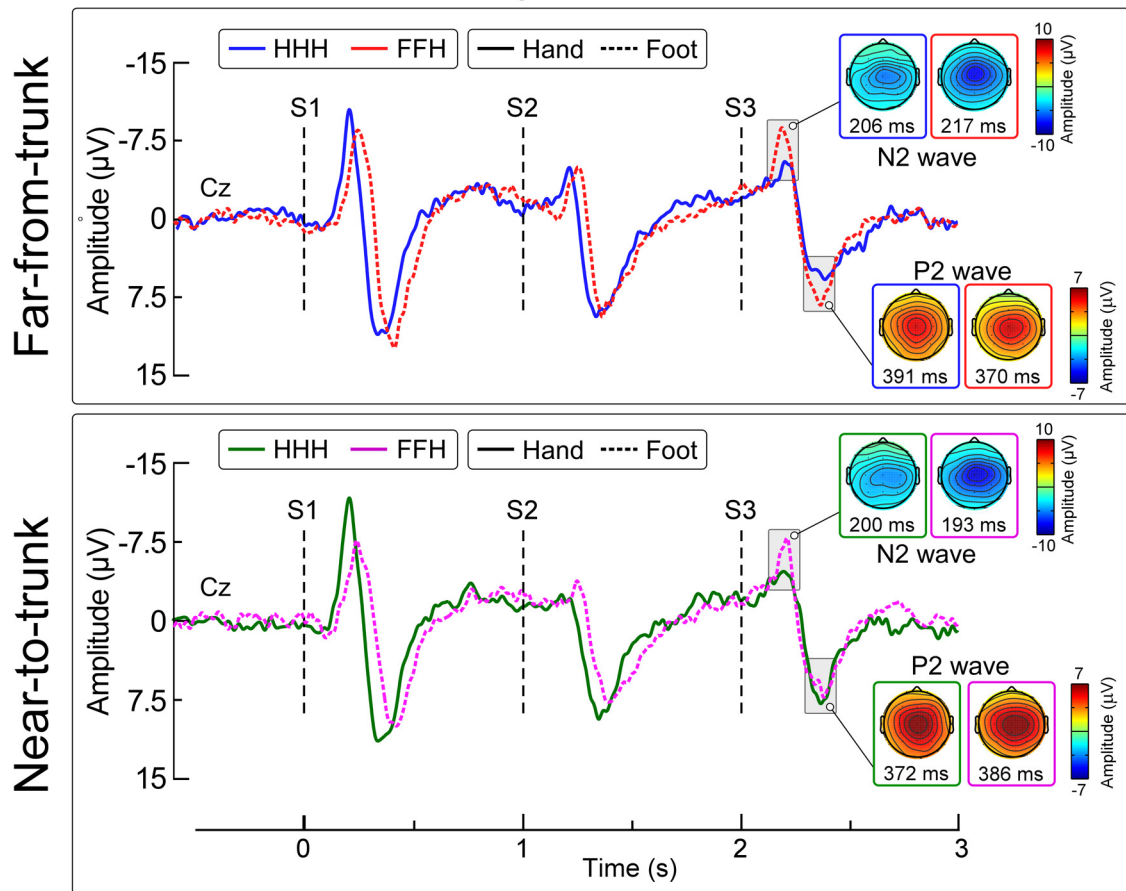 Far-from-trunk
HHH FFH Hand Foot
-15
-7.5
0
7.5
15
Amplitude (µV)
Cz
S1 S2 S3
206 ms 217 ms
N2 wave
10
-10
Amplitude (µV)
P2 wave
391 ms 370 ms
7
-7
Amplitude (µV)
Near-to-trunk
HHH FFH Hand Foot
-15
-7.5
0
7.5
15
Amplitude (µV)
Cz
S1 S2 S3
200 ms 193 ms
N2 wave
10
-10
Amplitude (µV)
P2 wave
372 ms 386 ms
7
-7
Amplitude (µV)
0 1 2 3
Time (s)